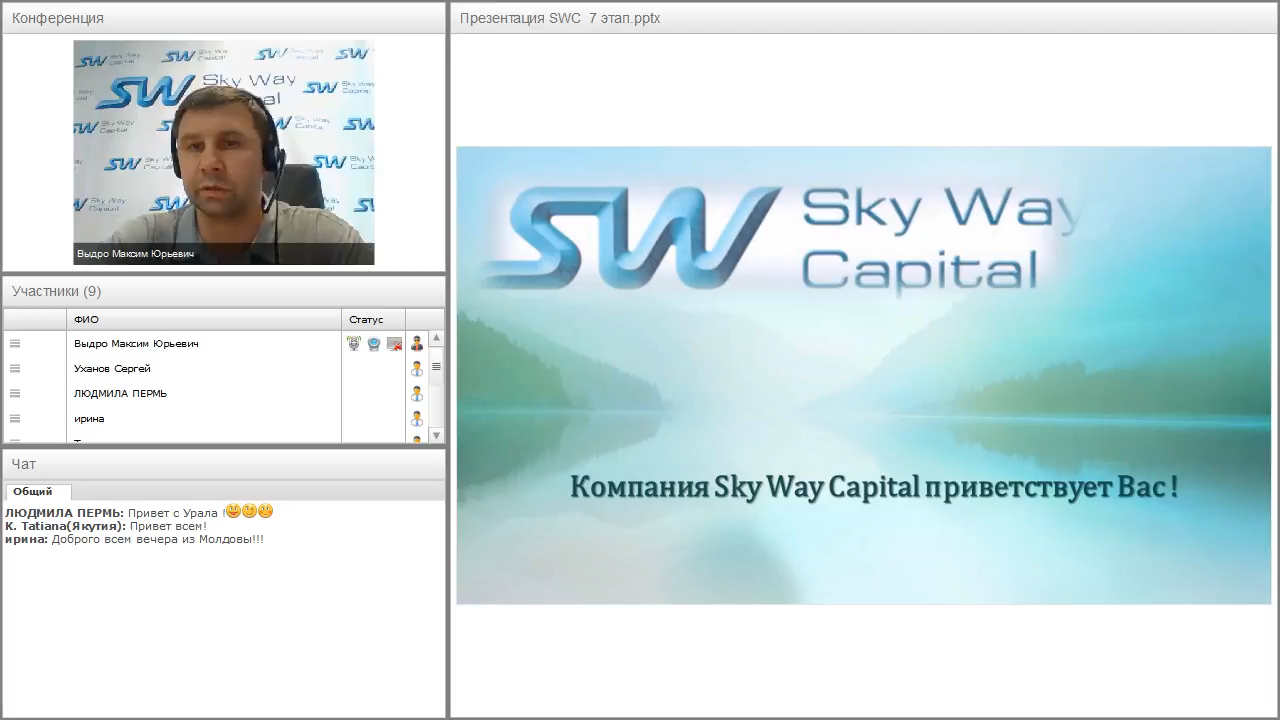 Конференция
Sky Way
Capital
Выдро Максим Юрьевич
Участники (9)
ФИО
Статус
Выдро Максим Юрьевич
Уханов Сергей
ЛЮДМИЛА ПЕРМЬ
ирина
Чат
Общий
ЛЮДМИЛА ПЕРМЬ: Привет с Урала !
K. Tatiana(Якутия): Привет всем!
ирина: Доброго всем вечера из Молдовы!!!
Презентация SWC 7 этап.pptx
SW Sky Way
Capital
Компания Sky Way Capital приветствует Вас !